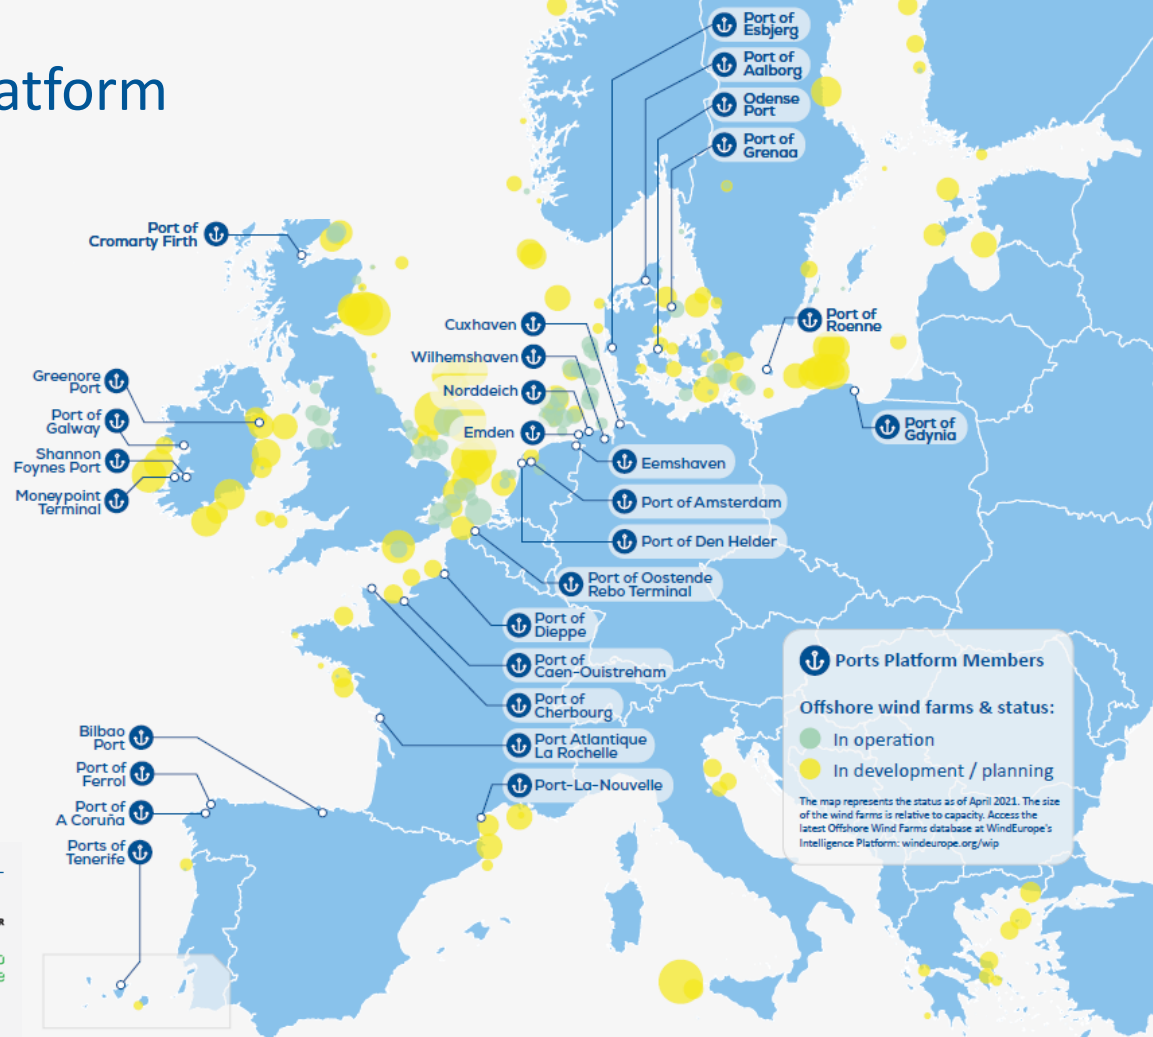 atform
Port of
Esbjerg
Port of
Aalborg
Odense
Port
Port of
Grenaa
Port of
Cromarty Firth
Cuxhaven
Wilhemshaven
Norddeich
Emden
Port of
Roenne
Port of
Gdynia
Greenore
Port
Port of
Galway
Shannon
Foynes Port
Moneypoint
Terminal
Eemshaven
Port of Amsterdam
Port of Den Helder
Port of Oostende
Rebo Terminal
Port of
Dieppe
Port of
Caen-Ouistreham
Port of
Cherbourg
Port Atlantique
La Rochelle
Port-La-Nouvelle
Bilbao
Port
Port of
Ferrol
Port of
A Coruña
Ports of
Tenerife
Ports Platform Members
Offshore wind farms & status:
In operation
In development / planning
The map represents the status as of April 2021. The size
of the wind farms is relative to capacity. Access the
latest Offshore Wind Farms database at WindEurope's
Intelligence Platform: windeurope.org/wip